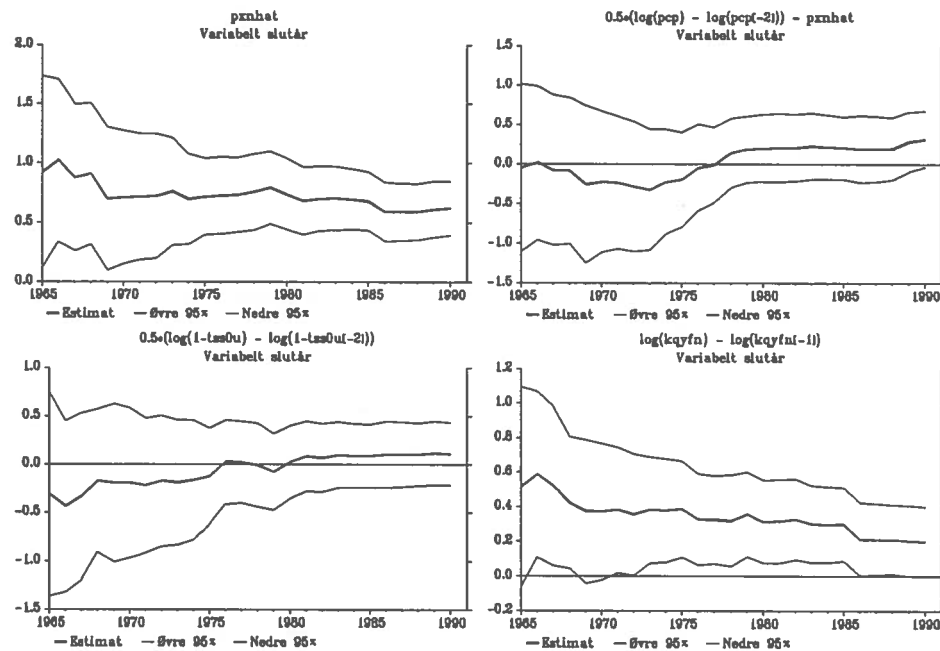 pxnhat
Variabelt slutår
2.0
1.5
1.0
0.5
0.0
1965 1970 1975 1980 1985 1990
Estimat Øvre 95% Nedre 95%
0.5*(log(pcp) - log(pcp[-2])) - pxnhat
Variabelt slutår
1.5
1.0
0.5
0.0
-0.5
-1.0
-1.5
1965 1970 1975 1980 1985 1990
Estimat Øvre 95% Nedre 95%
0.5*(log(1-tss0u) - log(1-tss0u[-2]))
Variabelt slutår
1.0
0.5
0.0
-0.5
-1.0
-1.5
1965 1970 1975 1980 1985 1990
Estimat Øvre 95% Nedre 95%
log(kqyfn) - log(kqyfn[-1])
Variabelt slutår
1.2
1.0
0.8
0.6
0.4
0.2
0.0
-0.2
1965 1970 1975 1980 1985 1990
Estimat Øvre 95% Nedre 95%